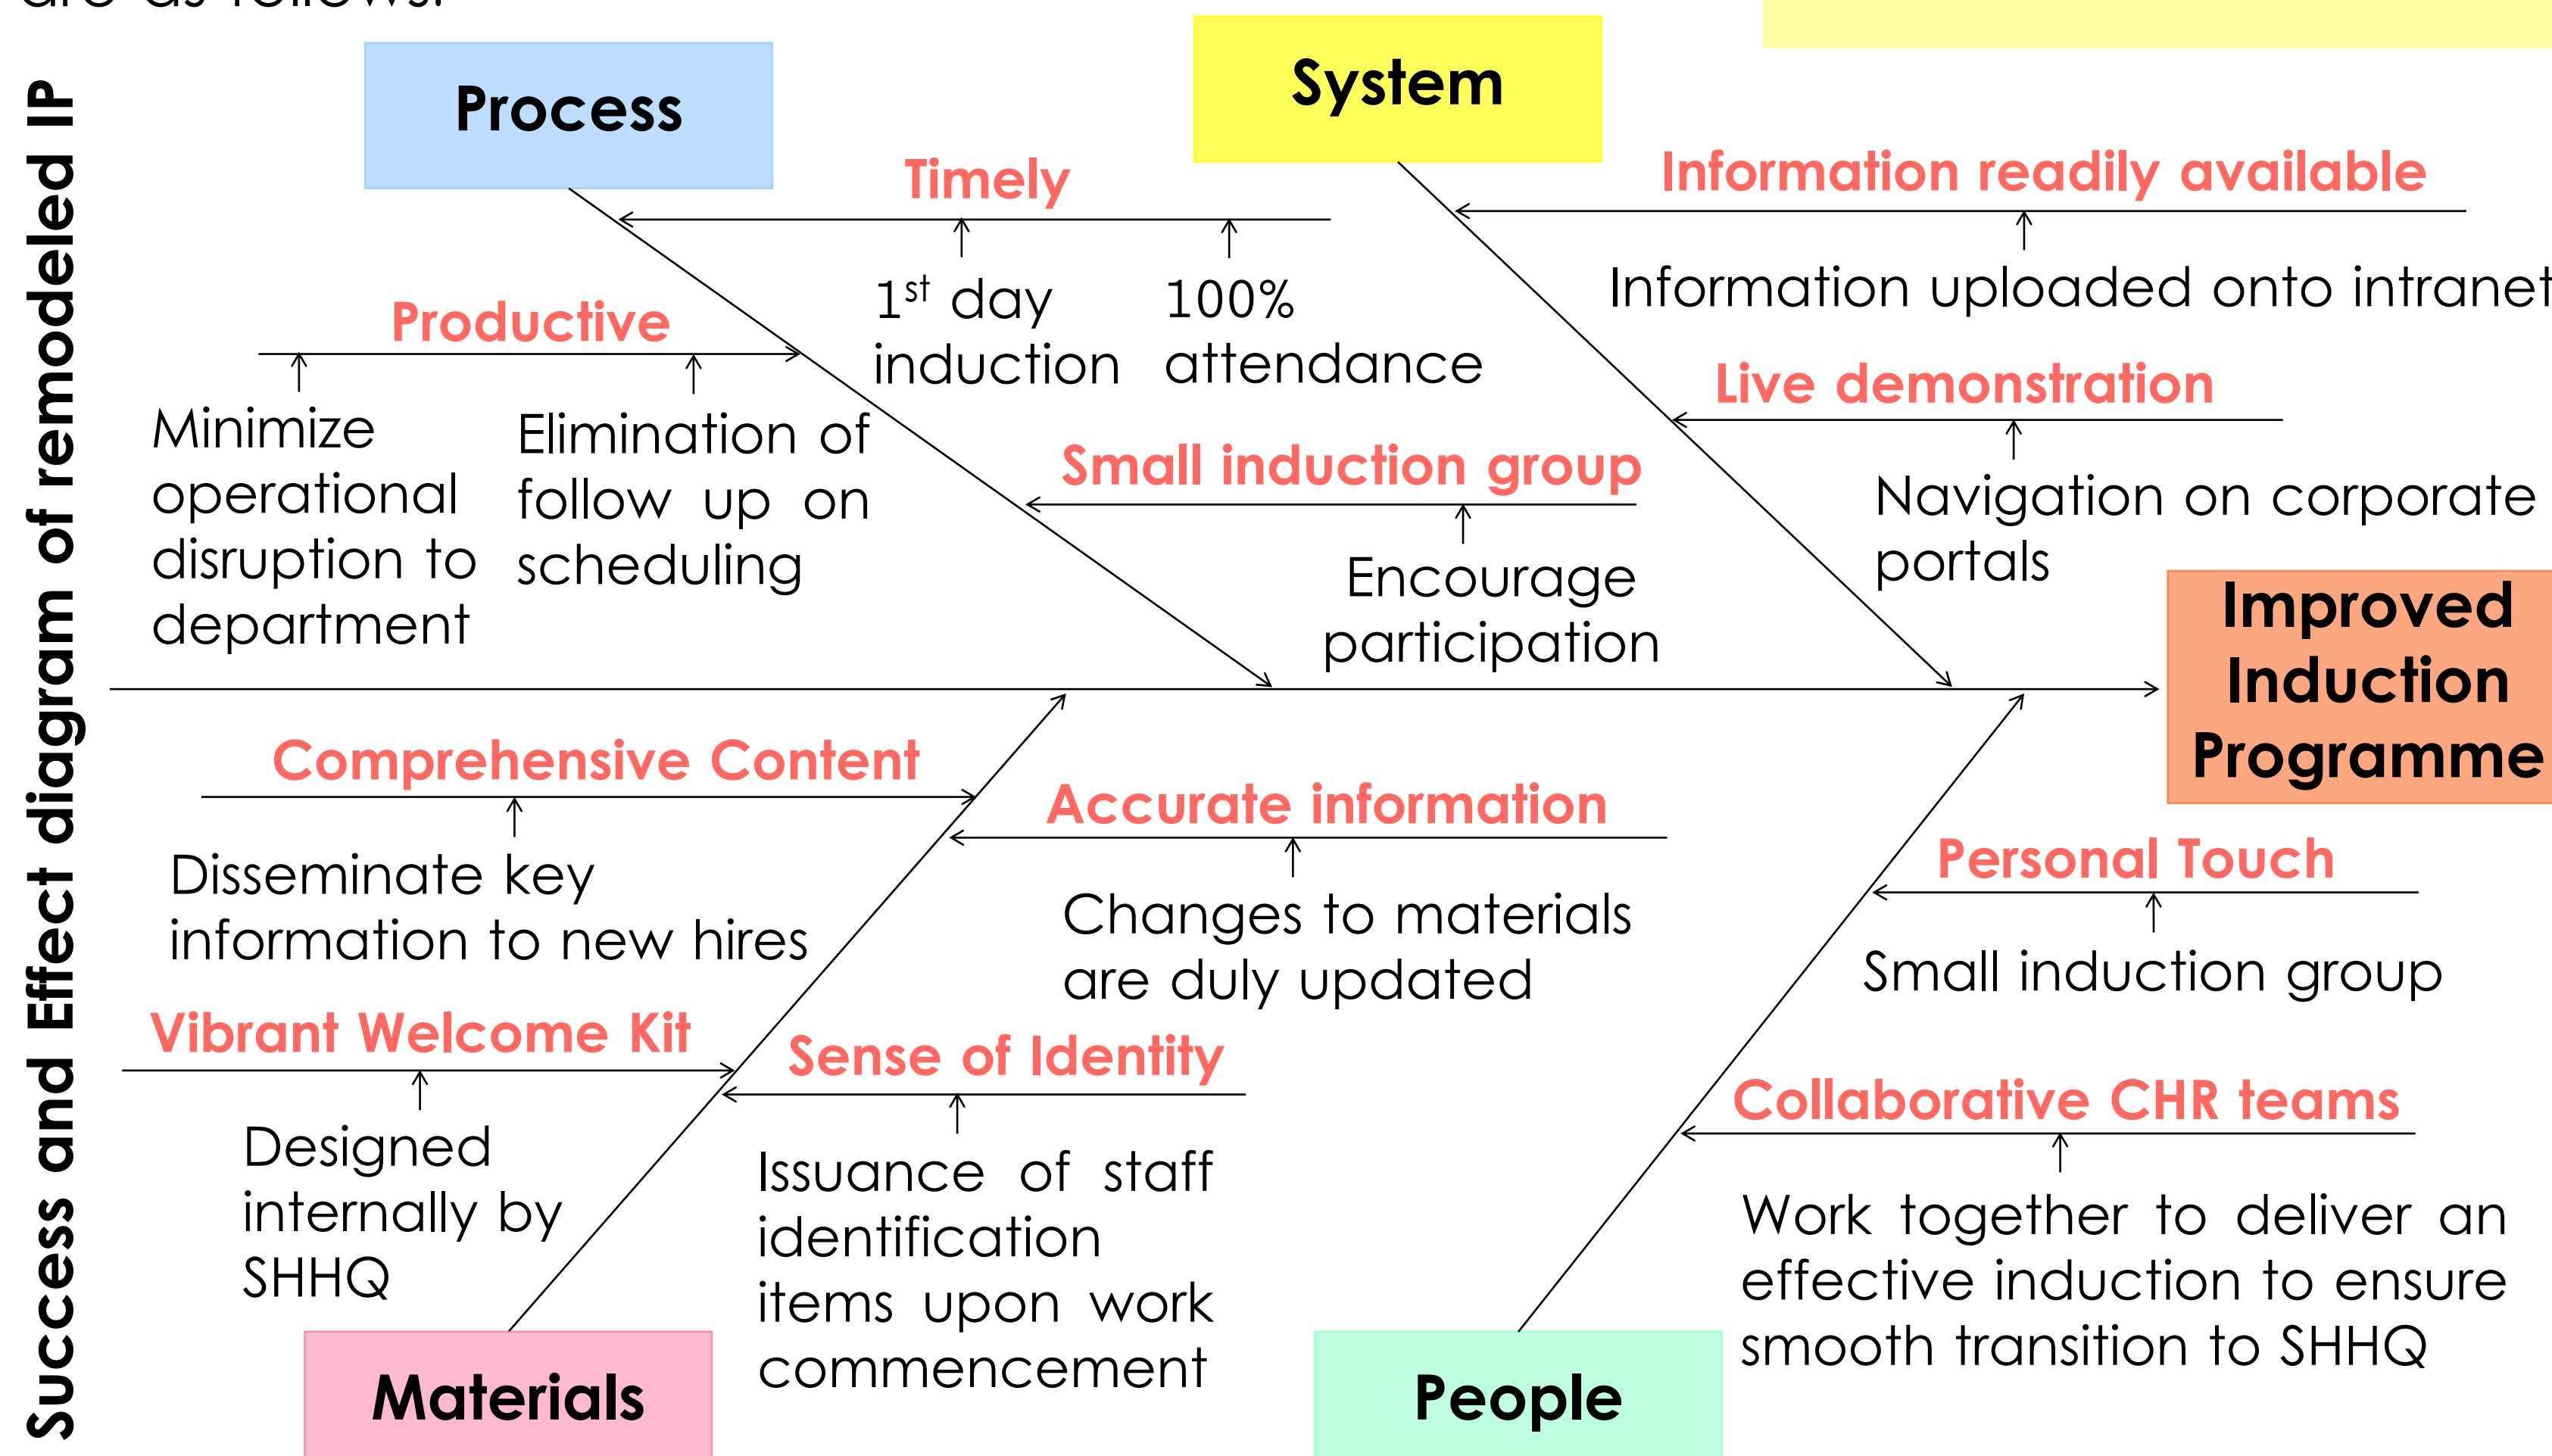 are as follows:
Success and Effect diagram of remodeled IP
Process
System
Timely
1st day
induction
100%
attendance
Productive
Minimize
operational
disruption to
department
Elimination of
follow up on
scheduling
Small induction group
Encourage
participation
Information readily available
Information uploaded onto intranet
Live demonstration
Navigation on corporate
portals
Improved
Induction
Programme
Comprehensive Content
Disseminate key
information to new hires
Accurate information
Changes to materials
are duly updated
Vibrant Welcome Kit
Designed
internally by
SHHQ
Sense of Identity
Issuance of staff
identification
items upon work
commencement
Personal Touch
Small induction group
Collaborative CHR teams
Work together to deliver an
effective induction to ensure
smooth transition to SHHQ
Materials
People